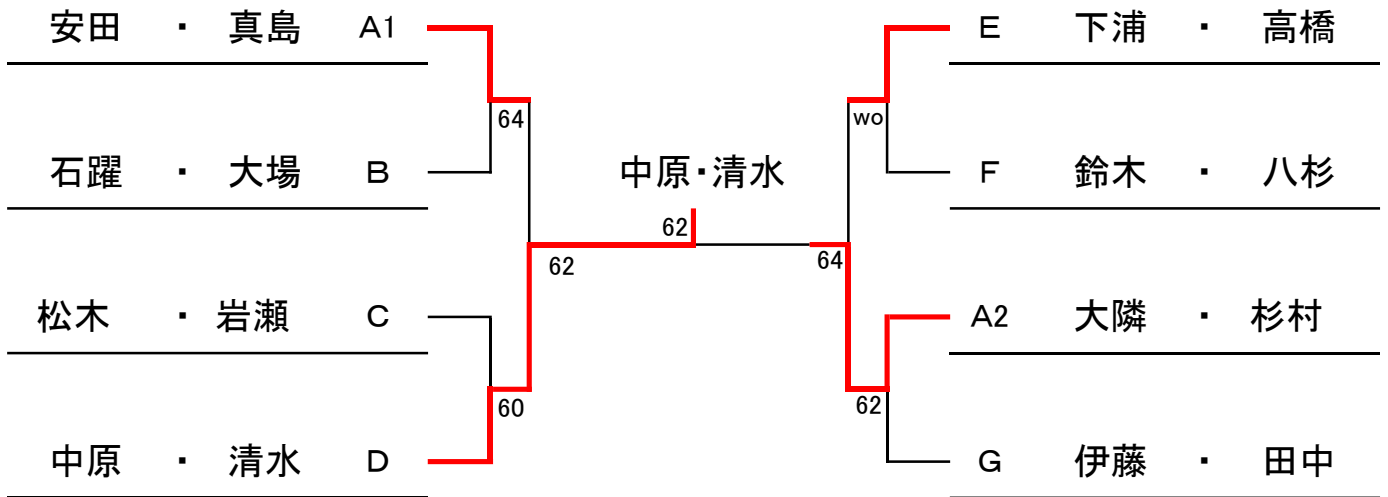 安田 ・ 真島 A1
E 下浦 ・ 高橋
64
wo
石躍 ・ 大場 B
中原・清水
F 鈴木 ・ 八杉
62
62
64
松木 ・ 岩瀬 C
A2 大隣 ・ 杉村
60
62
中原 ・ 清水 D
G 伊藤 ・ 田中